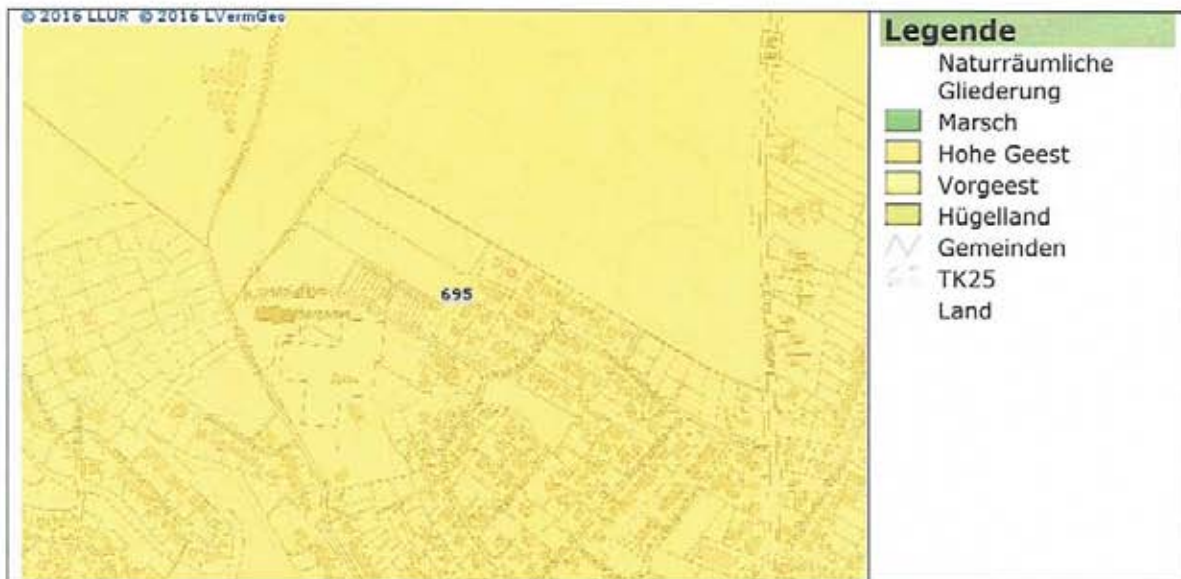 © 2016 LLUR © 2016 LVermGeo
695
Legende
Naturräumliche
Gliederung
Marsch
Hohe Geest
Vorgeest
Hügelland
Gemeinden
TK25
Land